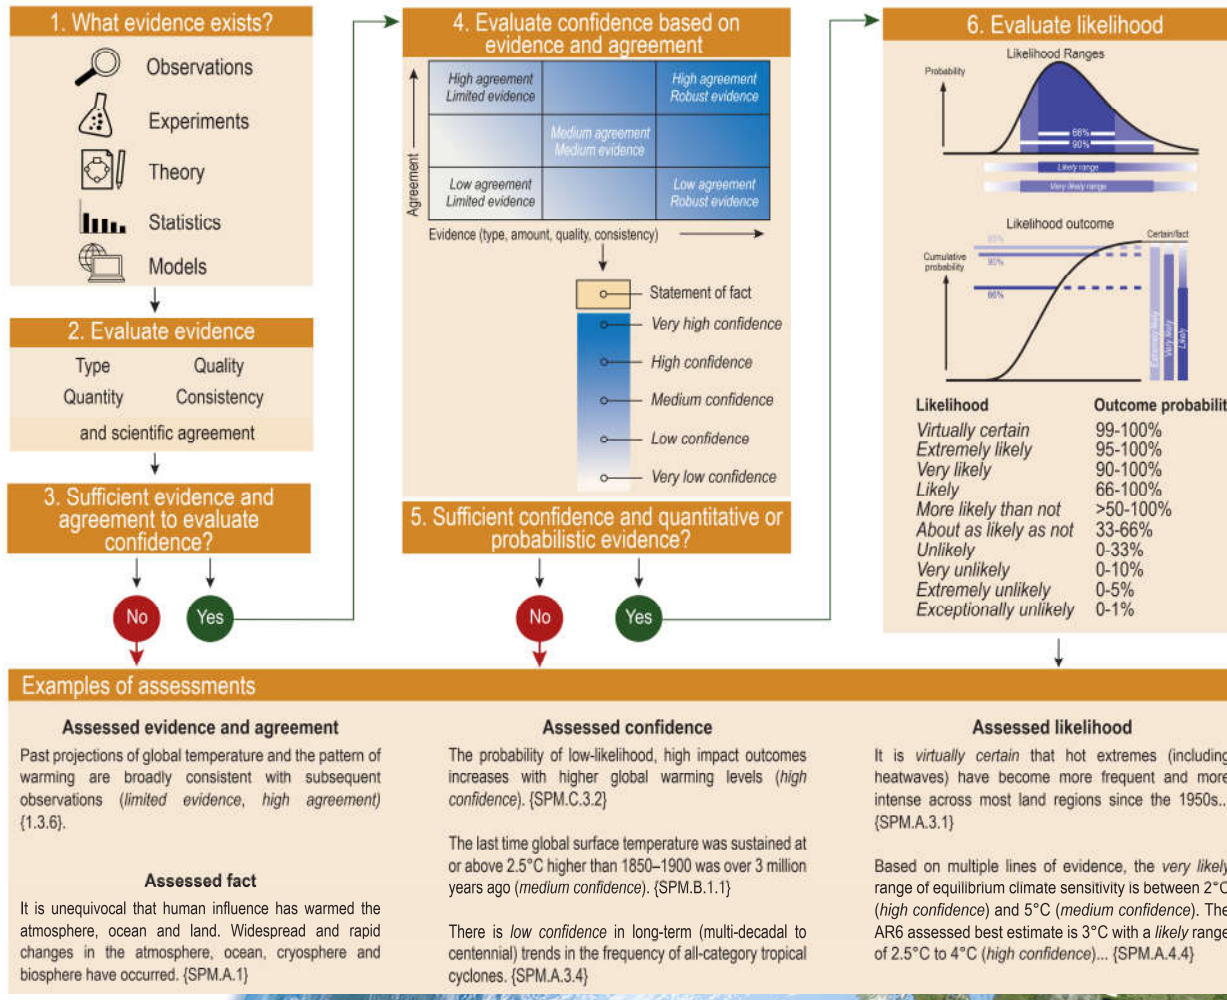 1. What evidence exists?
Observations
Experiments
Theory
Statistics
Models
2. Evaluate evidence
Type Quality
Quantity Consistency
and scientific agreement
3. Sufficient evidence and
agreement to evaluate
confidence?
No Yes
4. Evaluate confidence based on
evidence and agreement
High agreement
Limited evidence
High agreement
Robust evidence
Medium agreement
Medium evidence
Low agreement
Limited evidence
Low agreement
Robust evidence
Agreement
Evidence (type, amount, quality, consistency)
Statement of fact
Very high confidence
High confidence
Medium confidence
Low confidence
Very low confidence
5. Sufficient confidence and quantitative or
probabilistic evidence?
No Yes
6. Evaluate likelihood
Likelihood Ranges
Probability
66%
90%
Likely range
Very likely range
Likelihood outcome
Cumulative
probability
95%
90%
66%
Certain/fact
Extremely likely
Very likely
Likely
Likelihood Outcome probabilit
Virtually certain 99-100%
Extremely likely 95-100%
Very likely 90-100%
Likely 66-100%
More likely than not >50-100%
About as likely as not 33-66%
Unlikely 0-33%
Very unlikely 0-10%
Extremely unlikely 0-5%
Exceptionally unlikely 0-1%
Examples of assessments
Assessed evidence and agreement
Past projections of global temperature and the pattern of
warming are broadly consistent with subsequent
observations (limited evidence, high agreement)
{1.3.6}.
Assessed fact
It is unequivocal that human influence has warmed the
atmosphere, ocean and land. Widespread and rapid
changes in the atmosphere, ocean, cryosphere and
biosphere have occurred. {SPM.A.1}
Assessed confidence
The probability of low-likelihood, high impact outcomes
increases with higher global warming levels (high
confidence). {SPM.C.3.2}
The last time global surface temperature was sustained at
or above 2.5°C higher than 1850–1900 was over 3 million
years ago (medium confidence). {SPM.B.1.1}
There is low confidence in long-term (multi-decadal to
centennial) trends in the frequency of all-category tropical
cyclones. {SPM.A.3.4}
Assessed likelihood
It is virtually certain that hot extremes (including
heatwaves) have become more frequent and more
intense across most land regions since the 1950s..
{SPM.A.3.1}
Based on multiple lines of evidence, the very likely
range of equilibrium climate sensitivity is between 2°C
(high confidence) and 5°C (medium confidence). The
AR6 assessed best estimate is 3°C with a likely range
of 2.5°C to 4°C (high confidence)... {SPM.A.4.4}